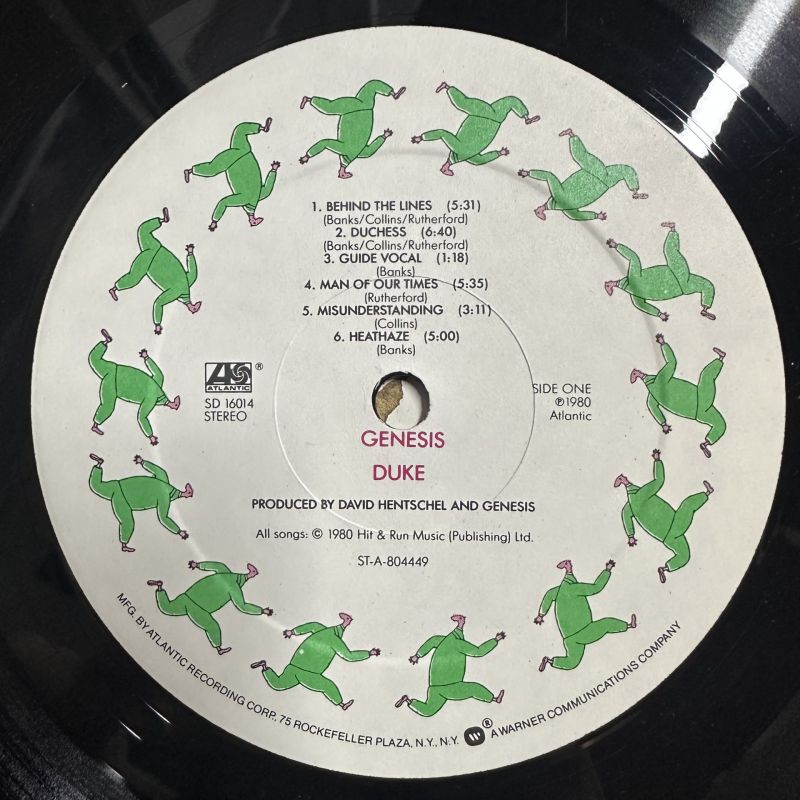 1. BEHIND THE LINES (5:31)
(Banks/Collins/Rutherford)
2. DUCHESS (6:40)
(Banks/Collins/Rutherford)
3. GUIDE VOCAL (1:18)
(Banks)
4. MAN OF OUR TIMES (5:35)
(Rutherford)
5. MISUNDERSTANDING (3:11)
(Collins)
6. HEATHAZE (5:00)
(Banks)
ATLANTIC ®
SD 16014
STEREO
SIDE ONE
℗1980
Atlantic
GENESIS
DUKE
PRODUCED BY DAVID HENTSCHEL AND GENESIS
All songs: © 1980 Hit & Run Music (Publishing) Ltd.
ST-A-804449
MFG. BY ATLANTIC RECORDING CORP. 75 ROCKEFELLER PLAZA, N.Y., N.Y. ® A WARNER COMMUNICATIONS COMPANY